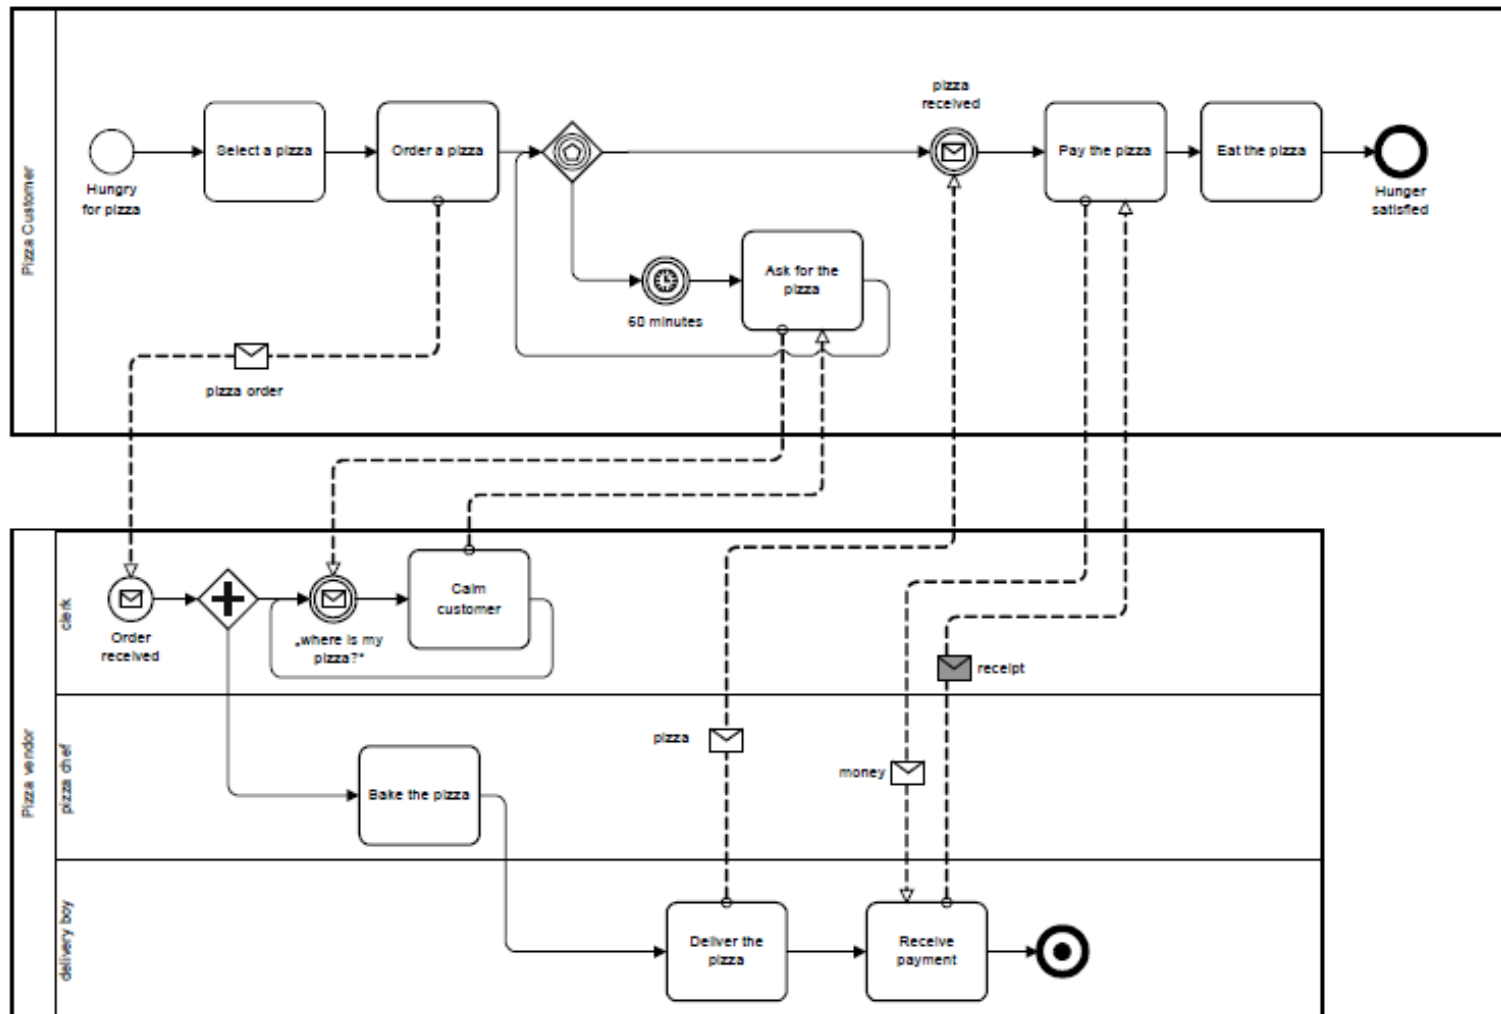 Pizza Customer
pizza
received
Select a pizza
Order a pizza
Pay the pizza
Eat the pizza
Hungry
for pizza
Hunger
satisfied
Ask for the
pizza
60 minutes
pizza order
Pizza vendor
clerk
Calm
customer
Order
received
„where is my
pizza?“
receipt
pizza chef
pizza
money
Bake the pizza
delivery boy
Deliver the
pizza
Receive
payment